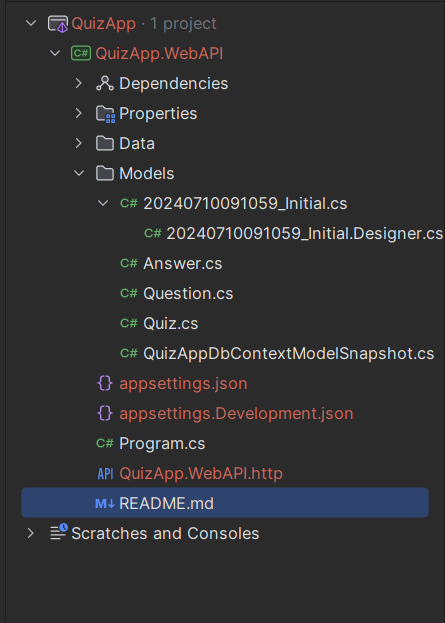 QuizApp · 1 project
C# QuizApp.WebAPI
Dependencies
Properties
Data
Models
C# 20240710091059_Initial.cs
C# 20240710091059_Initial.Designer.cs
C# Answer.cs
C# Question.cs
C# Quiz.cs
C# QuizAppDbContextModelSnapshot.cs
{} appsettings.json
{} appsettings.Development.json
C# Program.cs
API QuizApp.WebAPI.http
M↓ README.md
Scratches and Consoles